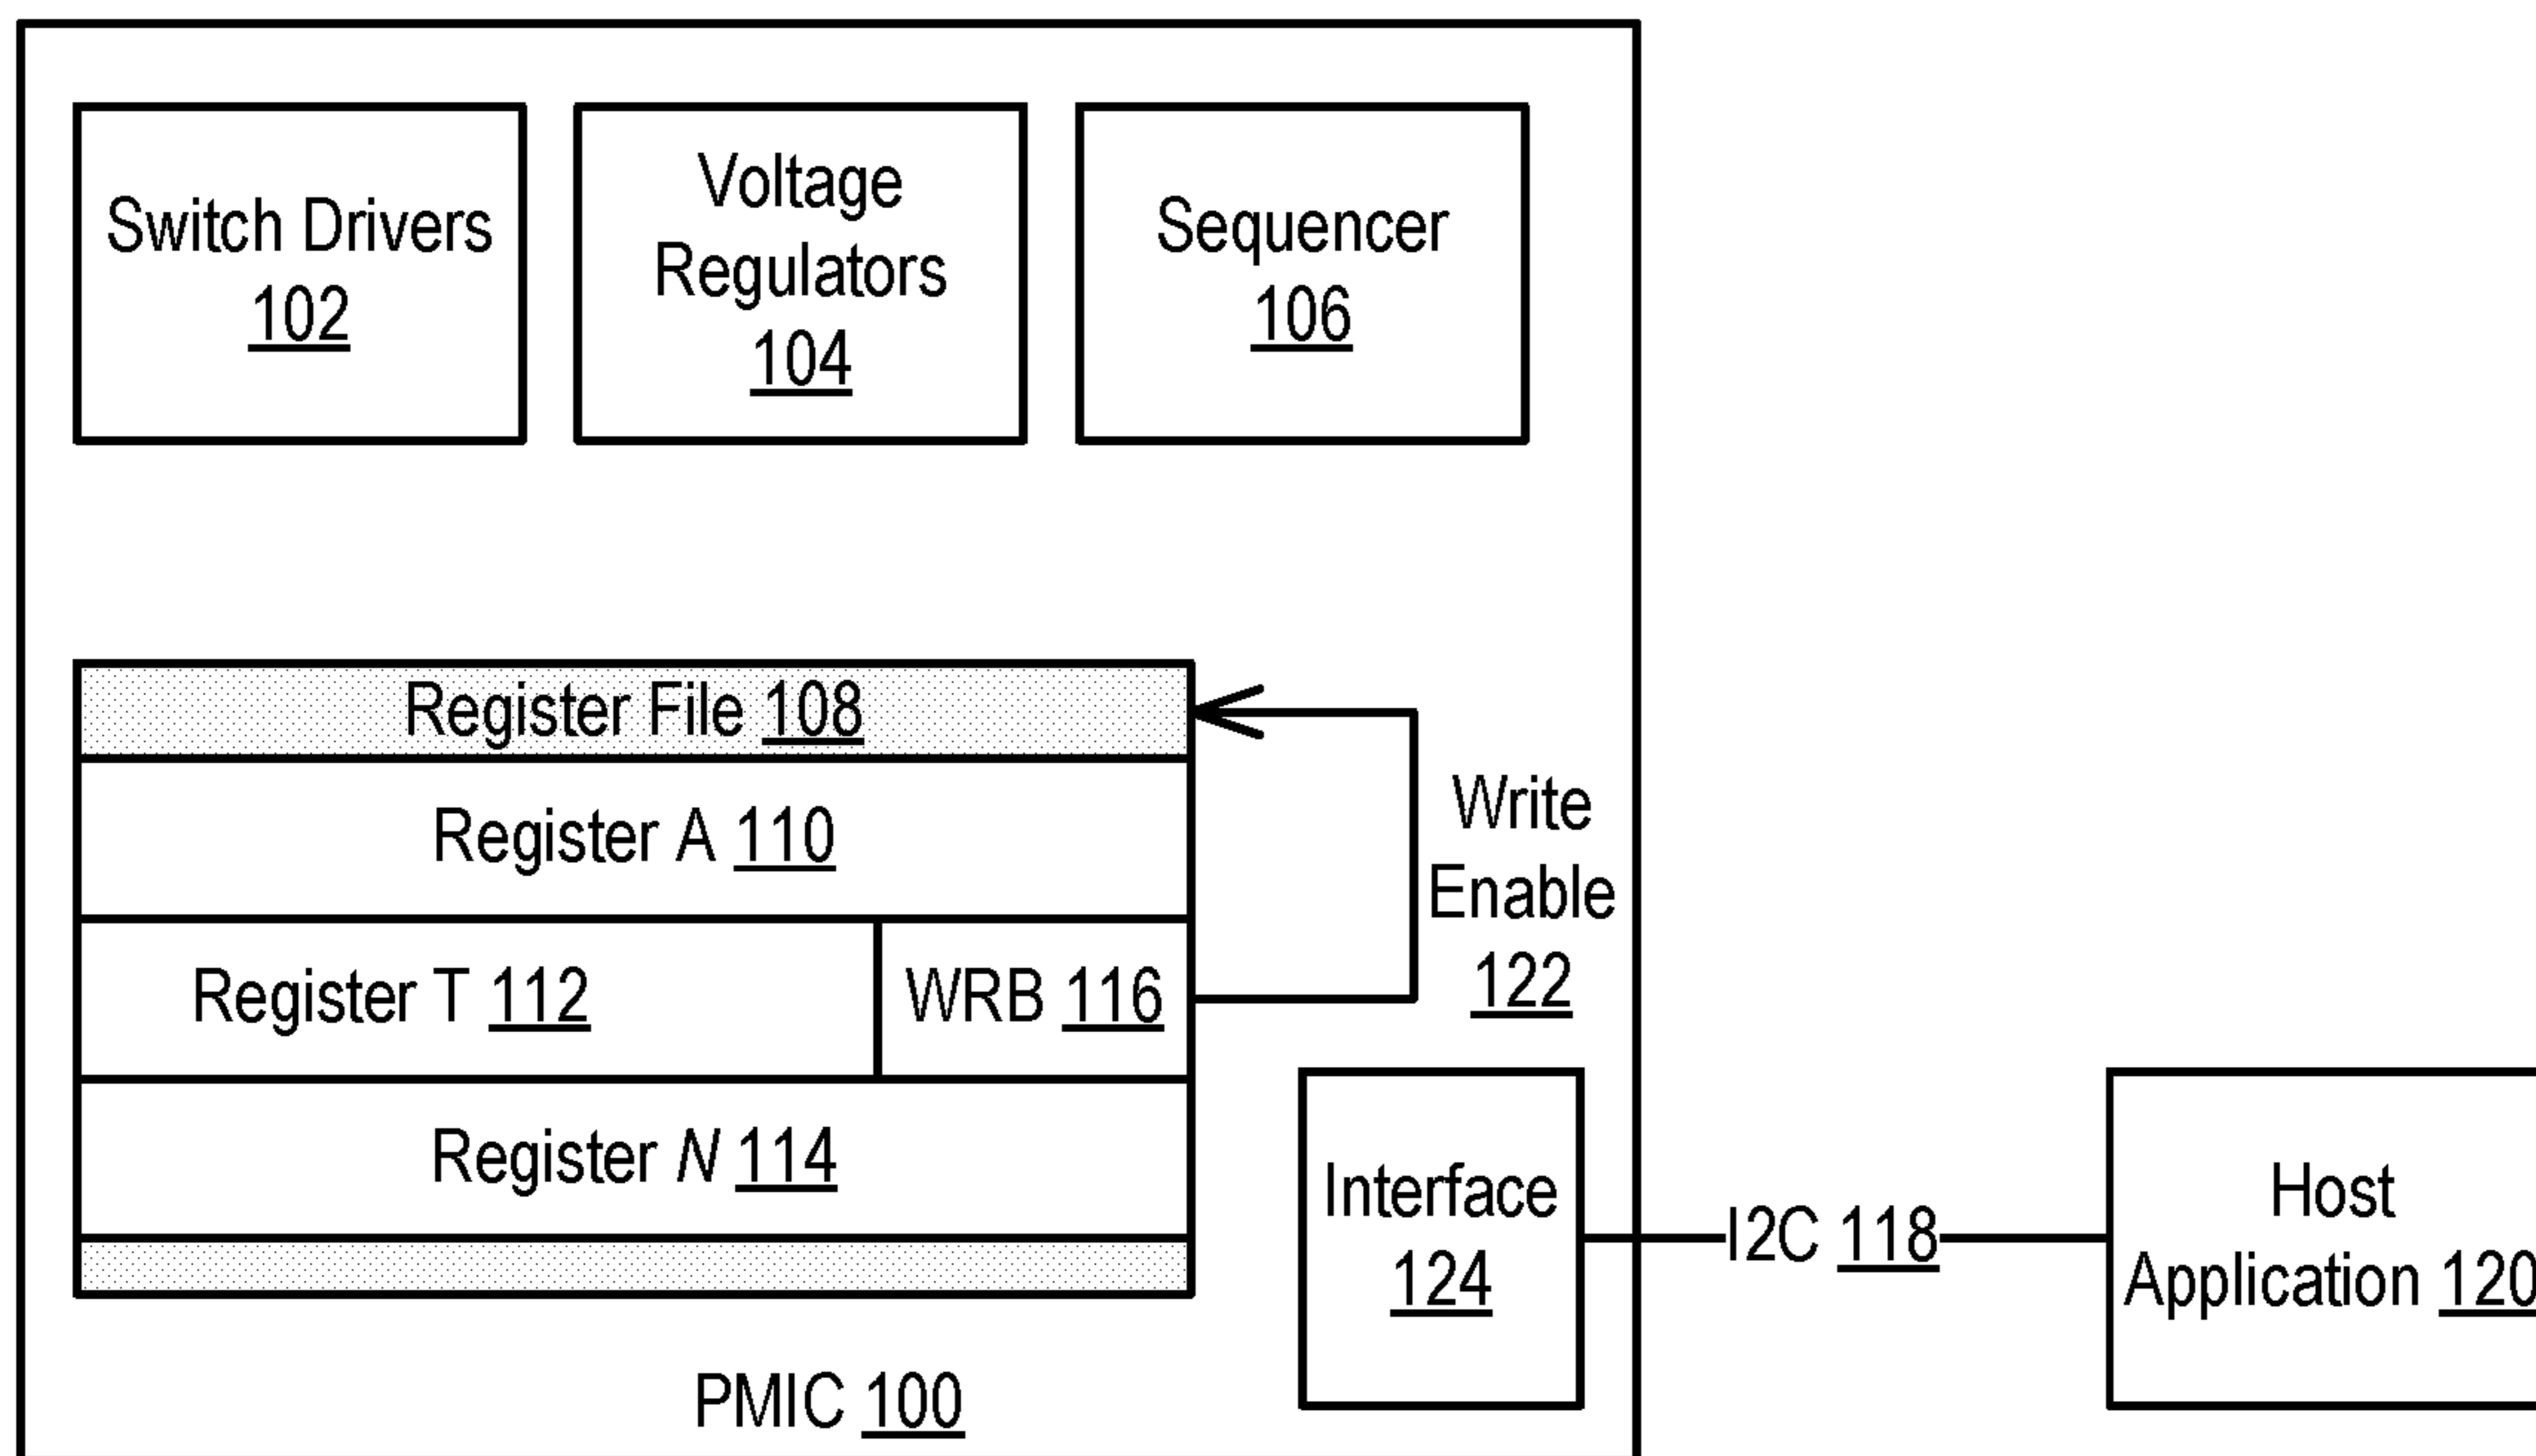 Switch Drivers
102
Voltage
Regulators
104
Sequencer
106
Register File 108
Register A 110
Register T 112
WRB 116
Register N 114
Write
Enable
122
Interface
124
I2C 118
Host
Application 120
PMIC 100